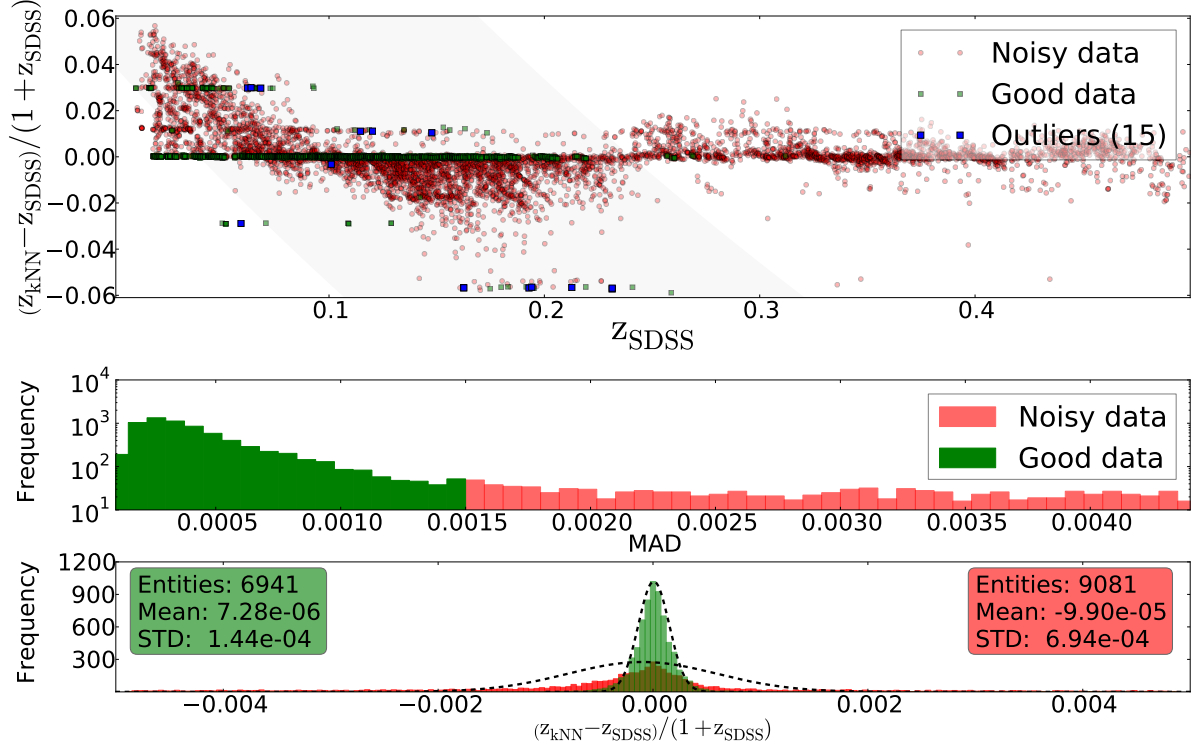 (z_kNN−z_SDSS)/(1+z_SDSS)
0.06
0.04
0.02
0.00
−0.02
−0.04
−0.06
Noisy data
Good data
Outliers (15)
0.1 0.2 0.3 0.4
z_SDSS
Frequency
10^4
10^3
10^2
10^1
Noisy data
Good data
0.0005 0.0010 0.0015 0.0020 0.0025 0.0030 0.0035 0.0040
MAD
Frequency
1200
900
600
300
Entities: 6941
Mean: 7.28e-06
STD: 1.44e-04
Entities: 9081
Mean: -9.90e-05
STD: 6.94e-04
−0.004 −0.002 0.000 0.002 0.004
(z_kNN−z_SDSS)/(1+z_SDSS)